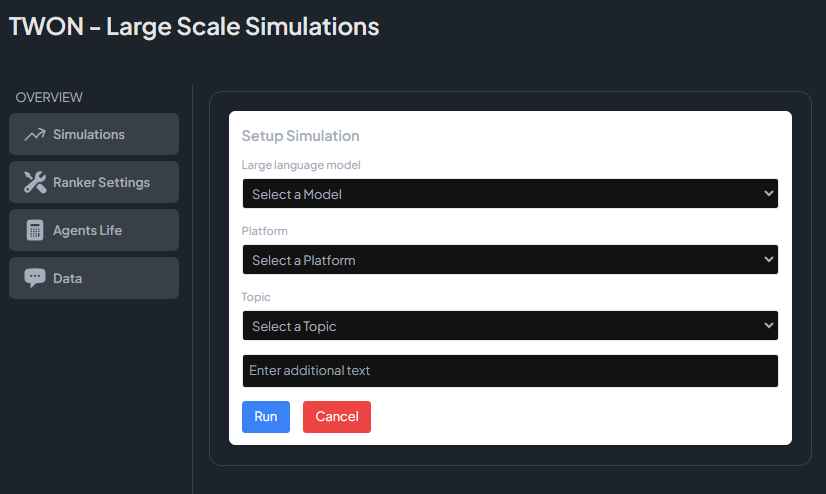 TWON - Large Scale Simulations
OVERVIEW
Simulations
Ranker Settings
Agents Life
Data
Setup Simulation
Large language model
Select a Model
Platform
Select a Platform
Topic
Select a Topic
Enter additional text
Run
Cancel